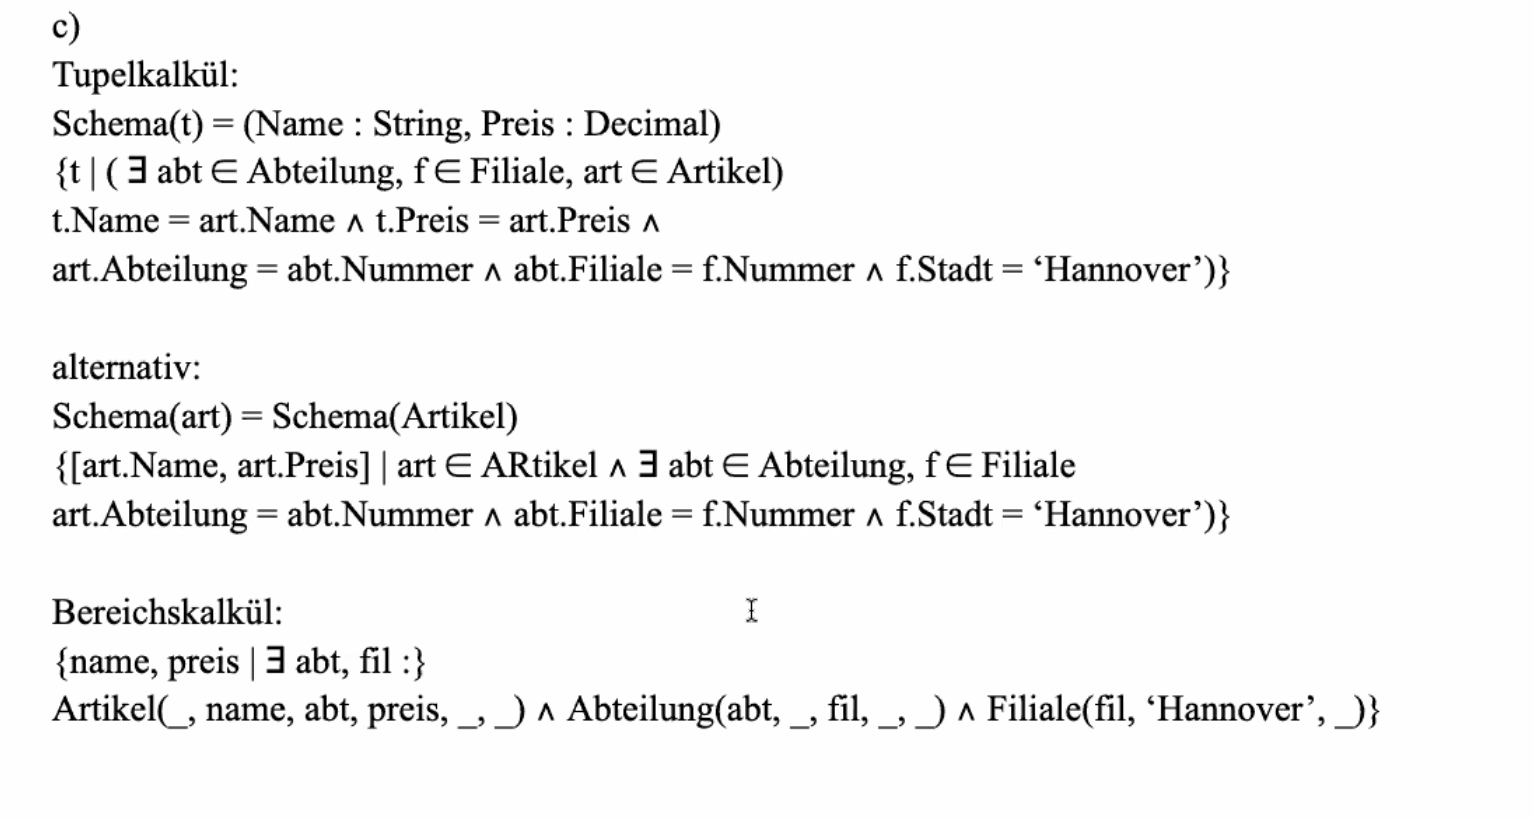 c)
Tupelkalkül:
Schema(t) = (Name : String, Preis : Decimal)
{t | ( ∃ abt ∈ Abteilung, f ∈ Filiale, art ∈ Artikel)
t.Name = art.Name ∧ t.Preis = art.Preis ∧
art.Abteilung = abt.Nummer ∧ abt.Filiale = f.Nummer ∧ f.Stadt = ‘Hannover’)}
alternativ:
Schema(art) = Schema(Artikel)
{[art.Name, art.Preis] | art ∈ ARtikel ∧ ∃ abt ∈ Abteilung, f ∈ Filiale
art.Abteilung = abt.Nummer ∧ abt.Filiale = f.Nummer ∧ f.Stadt = ‘Hannover’)}
Bereichskalkül:
{name, preis | ∃ abt, fil :}
Artikel(_, name, abt, preis, _, _) ∧ Abteilung(abt, _, fil, _, _) ∧ Filiale(fil, ‘Hannover’, _)}